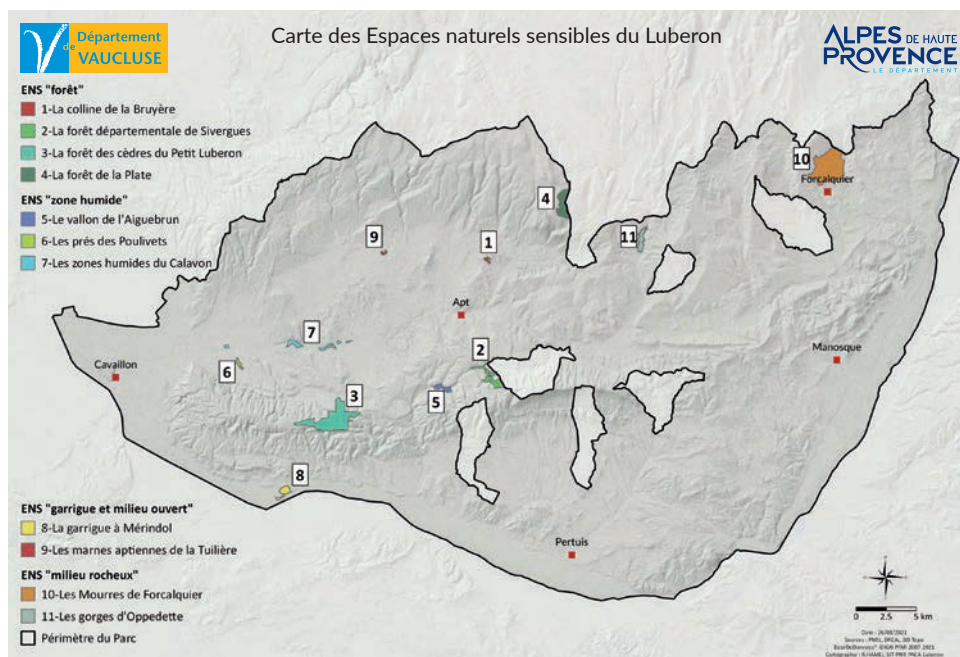 Département
de
VAUCLUSE
Carte des Espaces naturels sensibles du Luberon
ALPES DE HAUTE
PROVENCE
LE DÉPARTEMENT
ENS "forêt"
1-La colline de la Bruyère
2-La forêt départementale de Sivergues
3-La forêt des cèdres du Petit Luberon
4-La forêt de la Plate
ENS "zone humide"
5-Le vallon de l'Aiguebrun
6-Les prés des Poulivets
7-Les zones humides du Calavon
10
Forcalquier
4
11
9
1
Apt
7
2
Manosque
Cavaillon
6
3
5
8
Pertuis
ENS "garrigue et milieu ouvert"
8-La garrigue à Mérindol
9-Les marnes aptiennes de la Tuilière
ENS "milieu rocheux"
10-Les Mourres de Forcalquier
11-Les gorges d'Oppedette
Périmètre du Parc
0 2.5 5 km